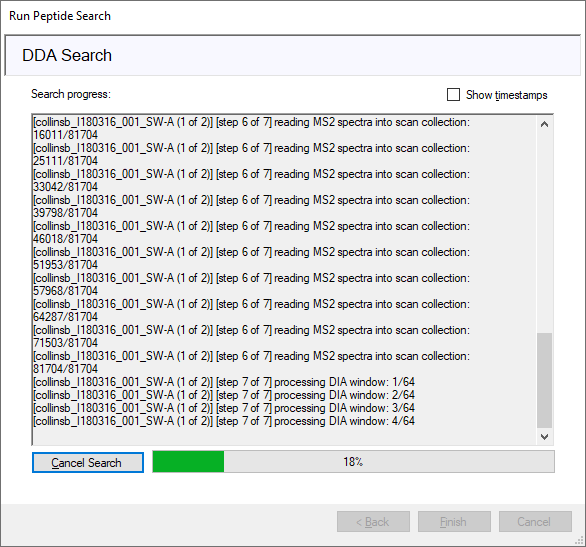 Run Peptide Search
DDA Search
Search progress:
Show timestamps
[collinsb_I180316_001_SW-A (1 of 2)] [step 6 of 7] reading MS2 spectra into scan collection:
16011/81704
[collinsb_I180316_001_SW-A (1 of 2)] [step 6 of 7] reading MS2 spectra into scan collection:
25111/81704
[collinsb_I180316_001_SW-A (1 of 2)] [step 6 of 7] reading MS2 spectra into scan collection:
33042/81704
[collinsb_I180316_001_SW-A (1 of 2)] [step 6 of 7] reading MS2 spectra into scan collection:
39798/81704
[collinsb_I180316_001_SW-A (1 of 2)] [step 6 of 7] reading MS2 spectra into scan collection:
46018/81704
[collinsb_I180316_001_SW-A (1 of 2)] [step 6 of 7] reading MS2 spectra into scan collection:
51953/81704
[collinsb_I180316_001_SW-A (1 of 2)] [step 6 of 7] reading MS2 spectra into scan collection:
57968/81704
[collinsb_I180316_001_SW-A (1 of 2)] [step 6 of 7] reading MS2 spectra into scan collection:
64287/81704
[collinsb_I180316_001_SW-A (1 of 2)] [step 6 of 7] reading MS2 spectra into scan collection:
71503/81704
[collinsb_I180316_001_SW-A (1 of 2)] [step 6 of 7] reading MS2 spectra into scan collection:
81704/81704
[collinsb_I180316_001_SW-A (1 of 2)] [step 7 of 7] processing DIA window: 1/64
[collinsb_I180316_001_SW-A (1 of 2)] [step 7 of 7] processing DIA window: 2/64
[collinsb_I180316_001_SW-A (1 of 2)] [step 7 of 7] processing DIA window: 3/64
[collinsb_I180316_001_SW-A (1 of 2)] [step 7 of 7] processing DIA window: 4/64
Cancel Search
18%
< Back
Finish
Cancel